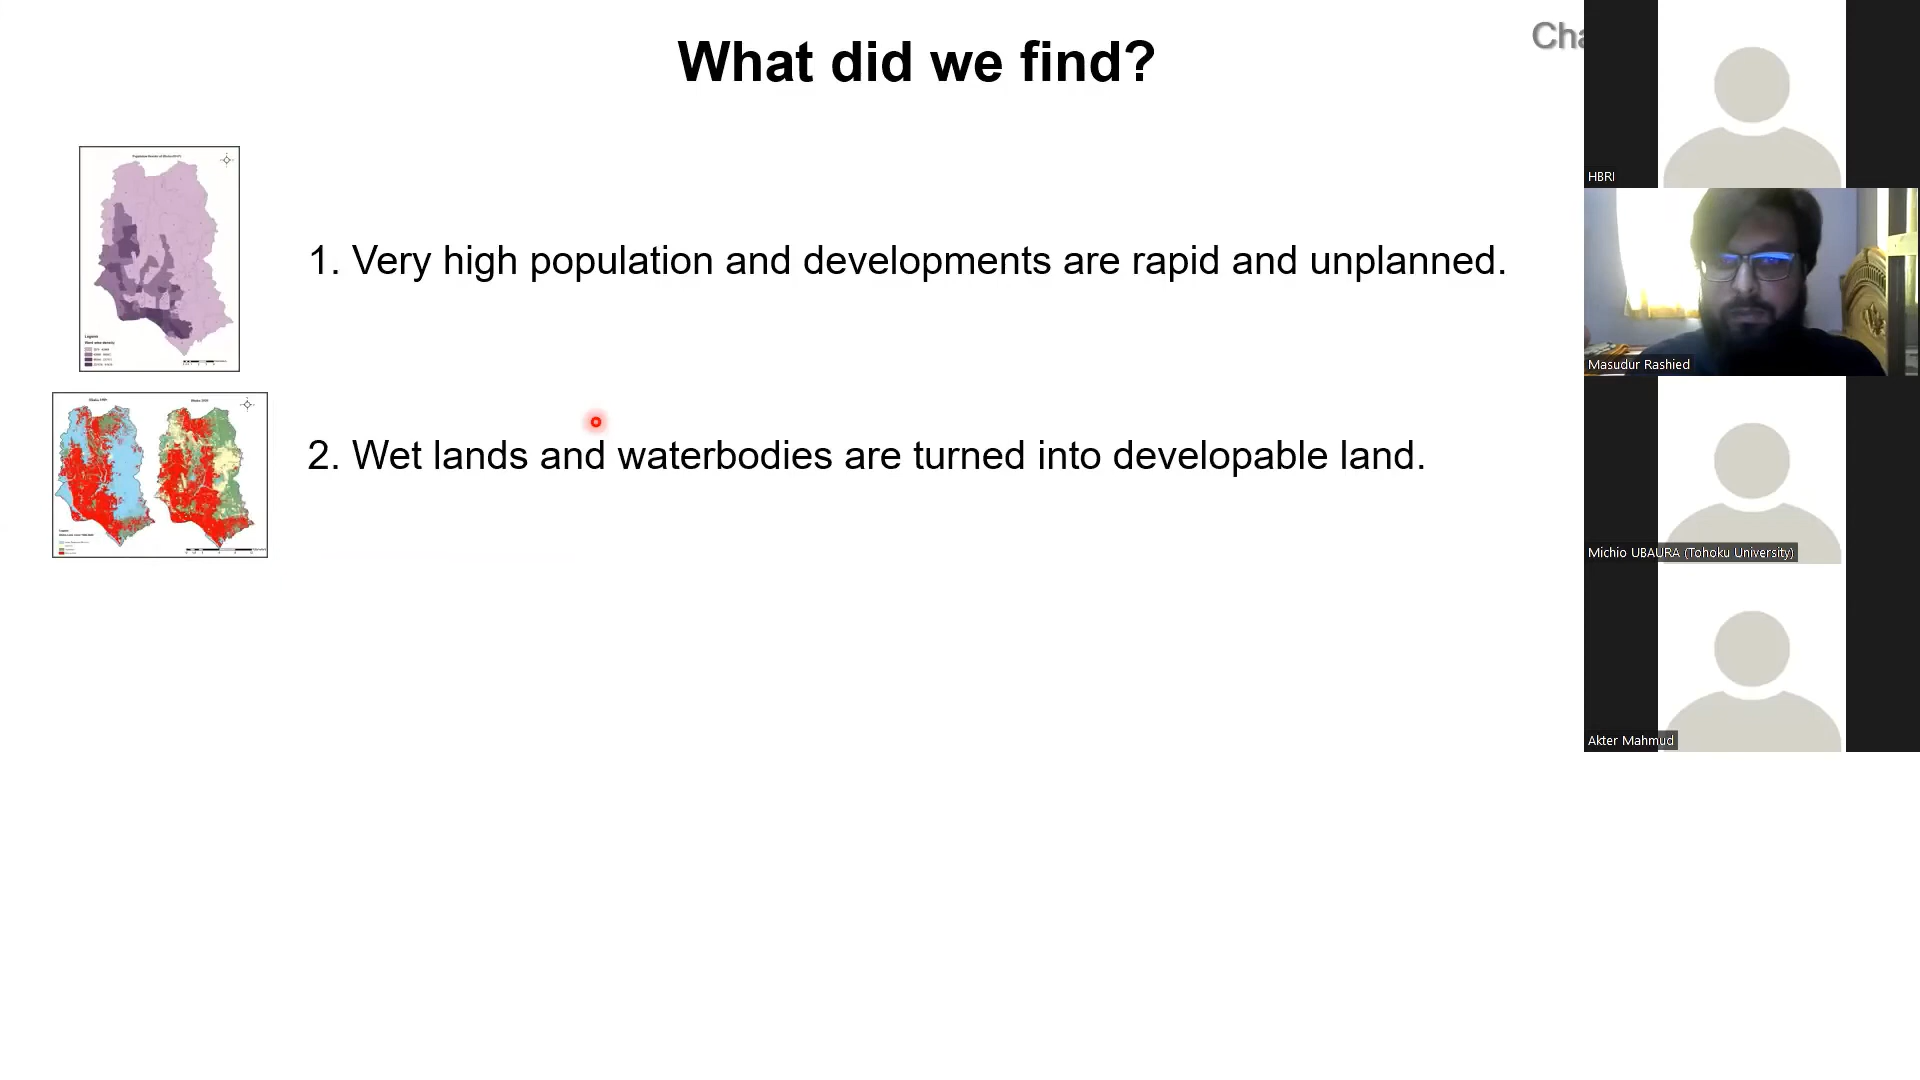 What did we find?
Cha
HBRI
1. Very high population and developments are rapid and unplanned.
Masudur Rashied
2. Wet lands and waterbodies are turned into developable land.
Michio UBAURA (Tohoku University)
Akter Mahmud